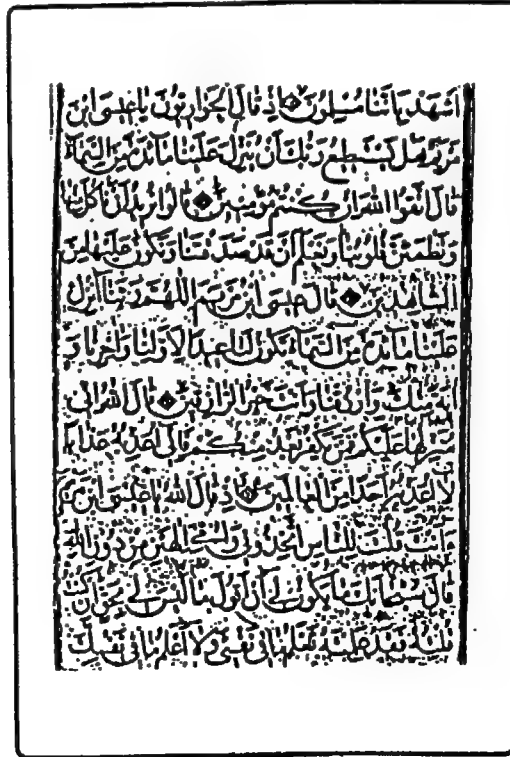 اشهد باننا مسلمون اذ قال الحواريون يا عيسى ابن
مريم هل يستطيع ربك ان ينزل علينا مائدة من السماء
قال اتقوا الله ان كنتم مؤمنين قالوا نريد ان ناكل منها
وتطمئن قلوبنا ونعلم ان قد صدقتنا ونكون عليها من
الشاهدين قال عيسى ابن مريم اللهم ربنا انزل
علينا مائدة من السماء تكون لنا عيدا لاولنا واخرنا و
اية منك وارزقنا وانت خير الرازقين قال الله اني
منزلها عليكم فمن يكفر بعد منكم فاني اعذبه عذابا
لا اعذبه احدا من العالمين واذ قال الله يا عيسى ابن مريم
ءانت قلت للناس اتخذوني وامي الهين من دون الله
قال سبحانك ما يكون لي ان اقول ما ليس لي بحق ان كنت
قلته فقد علمته تعلم ما في نفسي ولا اعلم ما في نفسك